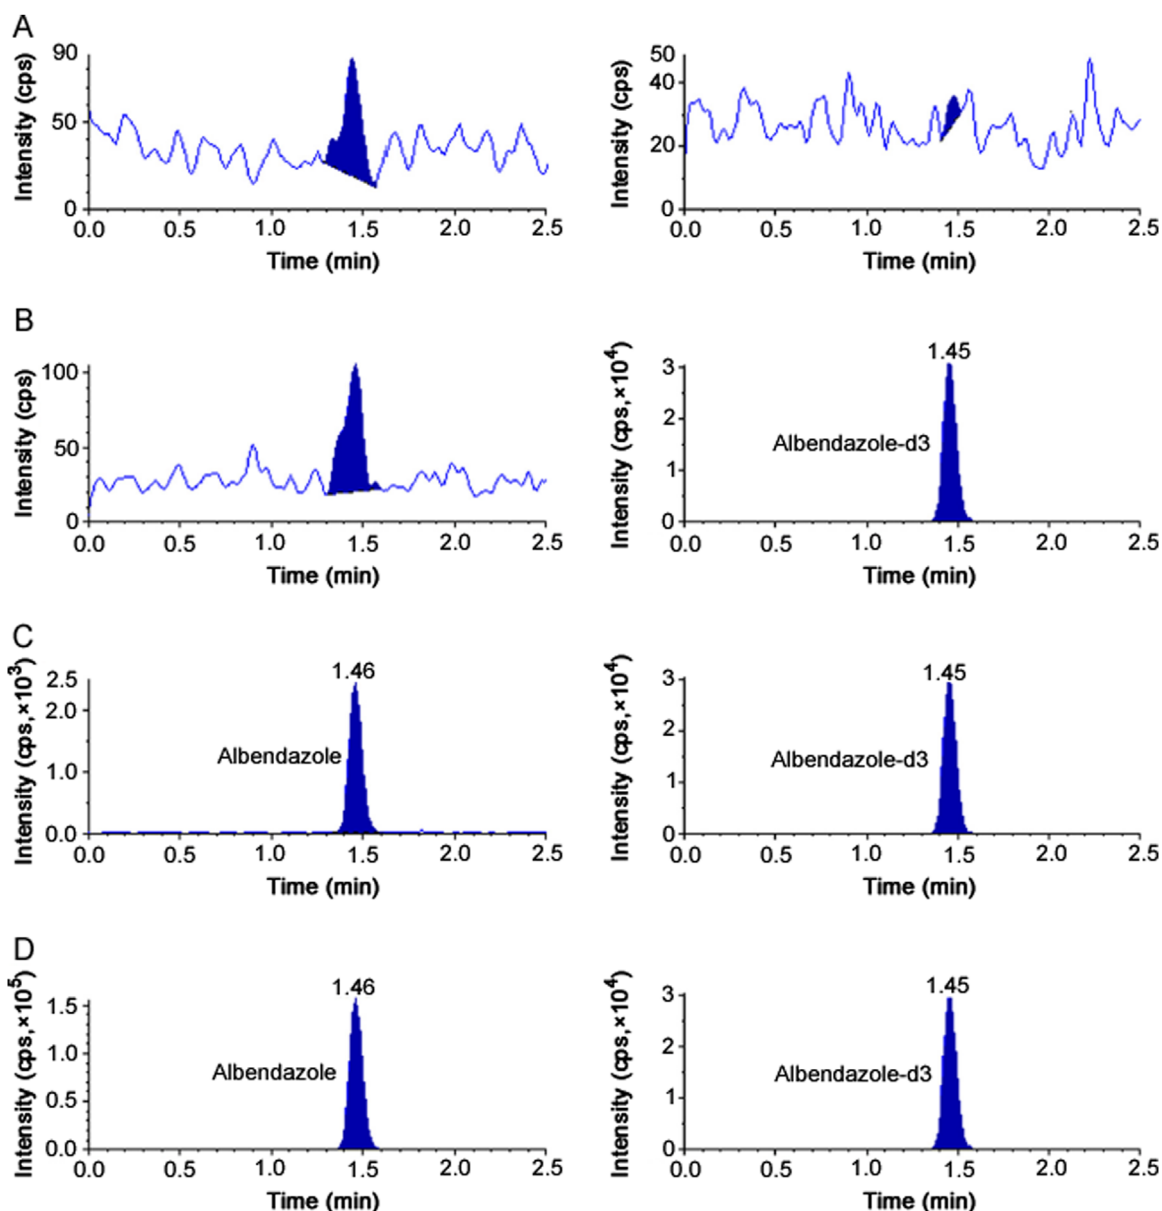 A
Intensity (cps)
90
50
0
0.0 0.5 1.0 1.5 2.0 2.5
Time (min)
Intensity (cps)
50
40
20
0
0.0 0.5 1.0 1.5 2.0 2.5
Time (min)
B
Intensity (cps)
100
50
0
0.0 0.5 1.0 1.5 2.0 2.5
Time (min)
Intensity (cps,×10⁴)
3
2
1
0
1.45
Albendazole-d3
0.0 0.5 1.0 1.5 2.0 2.5
Time (min)
C
Intensity (cps,×10³)
2.5
2.0
1.0
0.0
1.46
Albendazole
0.0 0.5 1.0 1.5 2.0 2.5
Time (min)
Intensity (cps,×10⁴)
3
2
1
0
1.45
Albendazole-d3
0.0 0.5 1.0 1.5 2.0 2.5
Time (min)
D
Intensity (cps,×10⁵)
1.5
1.0
0.5
0.0
1.46
Albendazole
0.0 0.5 1.0 1.5 2.0 2.5
Time (min)
Intensity (cps,×10⁴)
3
2
1
0
1.45
Albendazole-d3
0.0 0.5 1.0 1.5 2.0 2.5
Time (min)